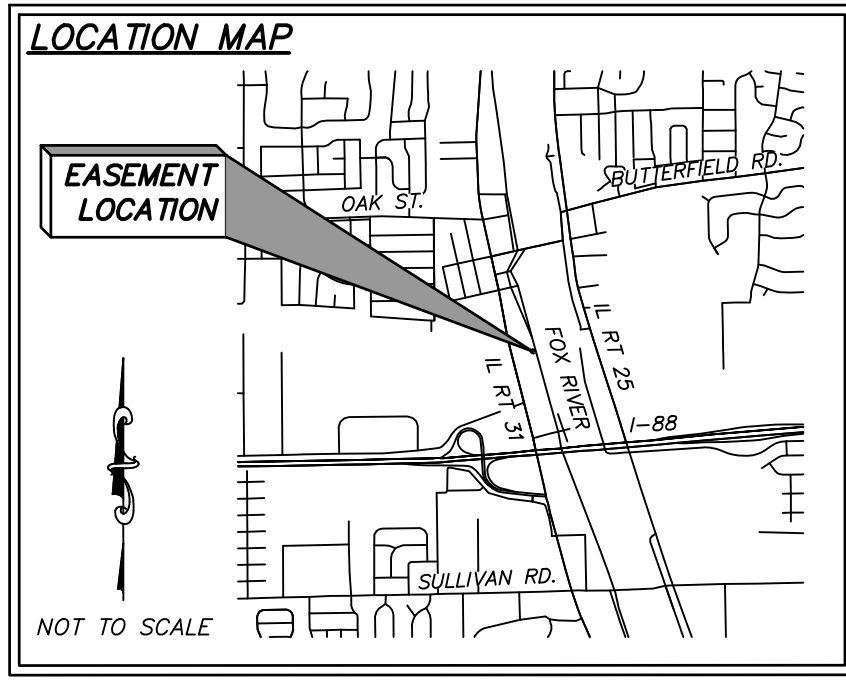 LOCATION MAP
EASEMENT
LOCATION
OAK ST.
BUTTERFIELD RD.
IL RT 25
FOX RIVER
IL RT 31
I-88
SULLIVAN RD.
NOT TO SCALE